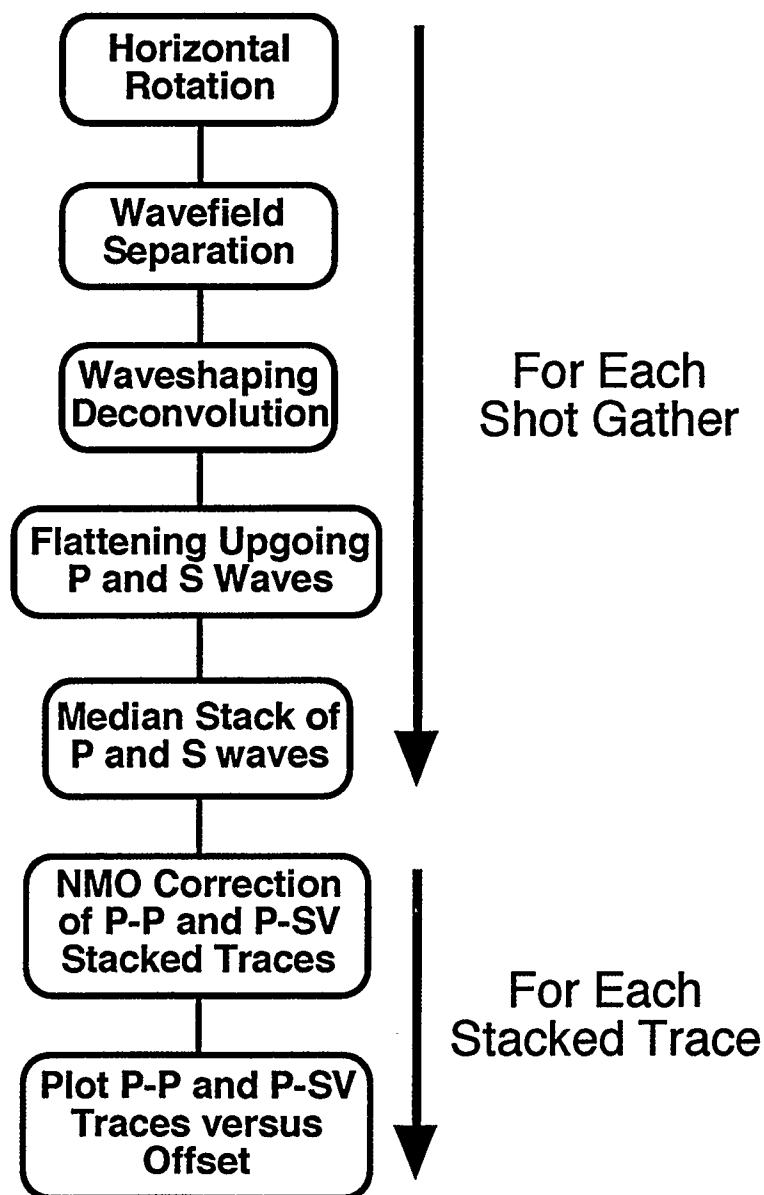 Horizontal
Rotation
Wavefield
Separation
Waveshaping
Deconvolution
For Each
Shot Gather
Flattening Upgoing
P and S Waves
Median Stack of
P and S waves
NMO Correction
of P-P and P-SV
Stacked Traces
For Each
Stacked Trace
Plot P-P and P-SV
Traces versus
Offset